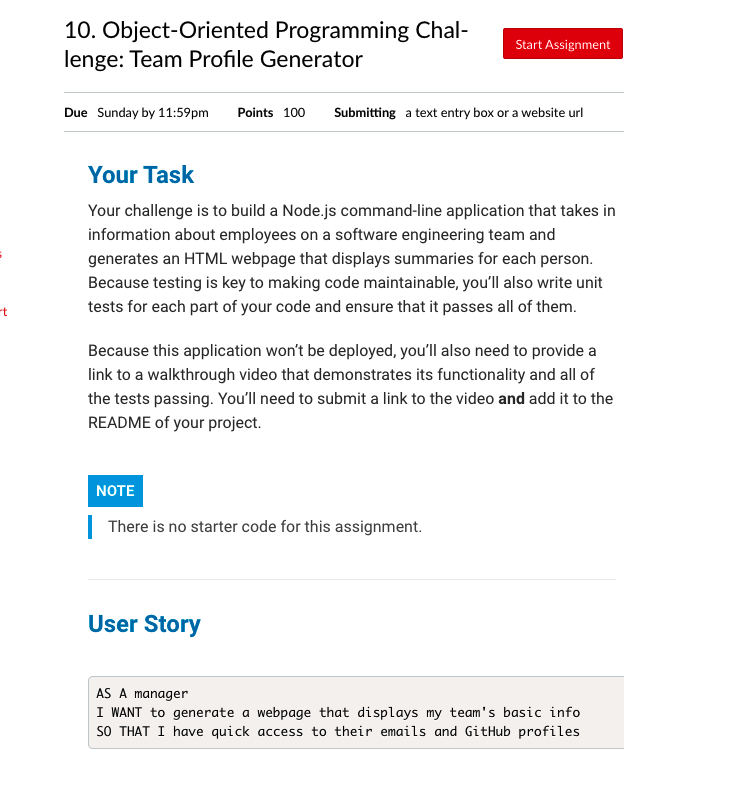 10. Object-Oriented Programming Chal-
lenge: Team Profile Generator
Start Assignment
Due Sunday by 11:59pm Points 100 Submitting a text entry box or a website url
Your Task
Your challenge is to build a Node.js command-line application that takes in
information about employees on a software engineering team and
generates an HTML webpage that displays summaries for each person.
Because testing is key to making code maintainable, you’ll also write unit
tests for each part of your code and ensure that it passes all of them.
Because this application won’t be deployed, you’ll also need to provide a
link to a walkthrough video that demonstrates its functionality and all of
the tests passing. You’ll need to submit a link to the video and add it to the
README of your project.
NOTE
There is no starter code for this assignment.
User Story
AS A manager
I WANT to generate a webpage that displays my team's basic info
SO THAT I have quick access to their emails and GitHub profiles